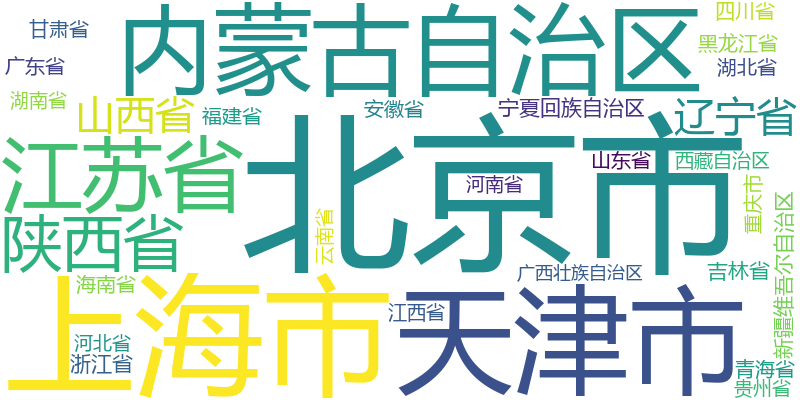 内蒙古自治区
四川省
甘肃省
黑龙江省
广东省
湖北省
湖南省
山西省
福建省
安徽省
宁夏回族自治区
辽宁省
江苏省
北京市
山东省
西藏自治区
河南省
重庆市
陕西省
云南省
新疆维吾尔自治区
广西壮族自治区
吉林省
海南省
上海市
天津市
江西省
河北省
浙江省
青海省
贵州省